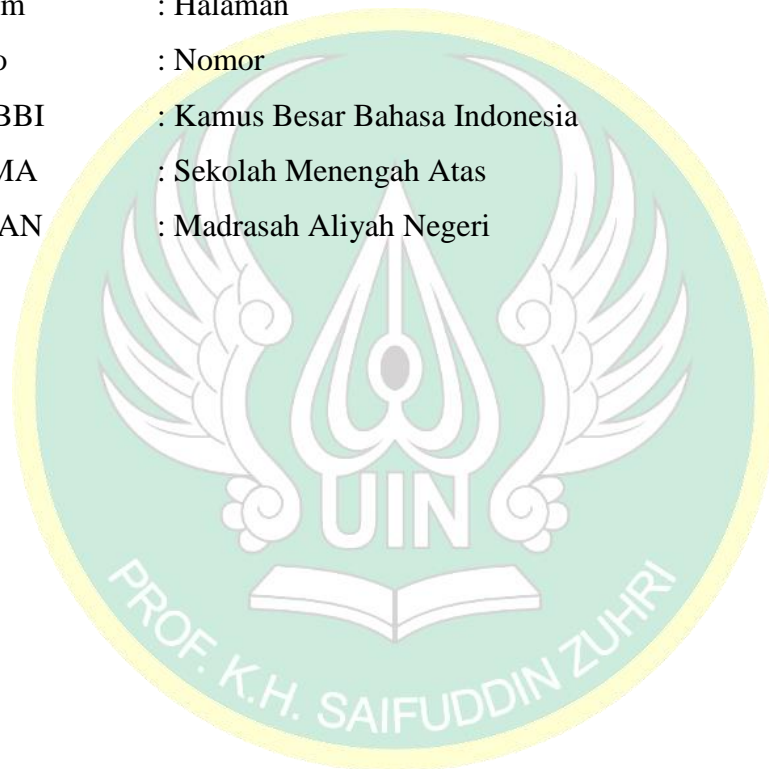 m : Halaman
o : Nomor
BBI : Kamus Besar Bahasa Indonesia
MA : Sekolah Menengah Atas
AN : Madrasah Aliyah Negeri
UIN
PROF. K.H. SAIFUDDIN ZUHRI